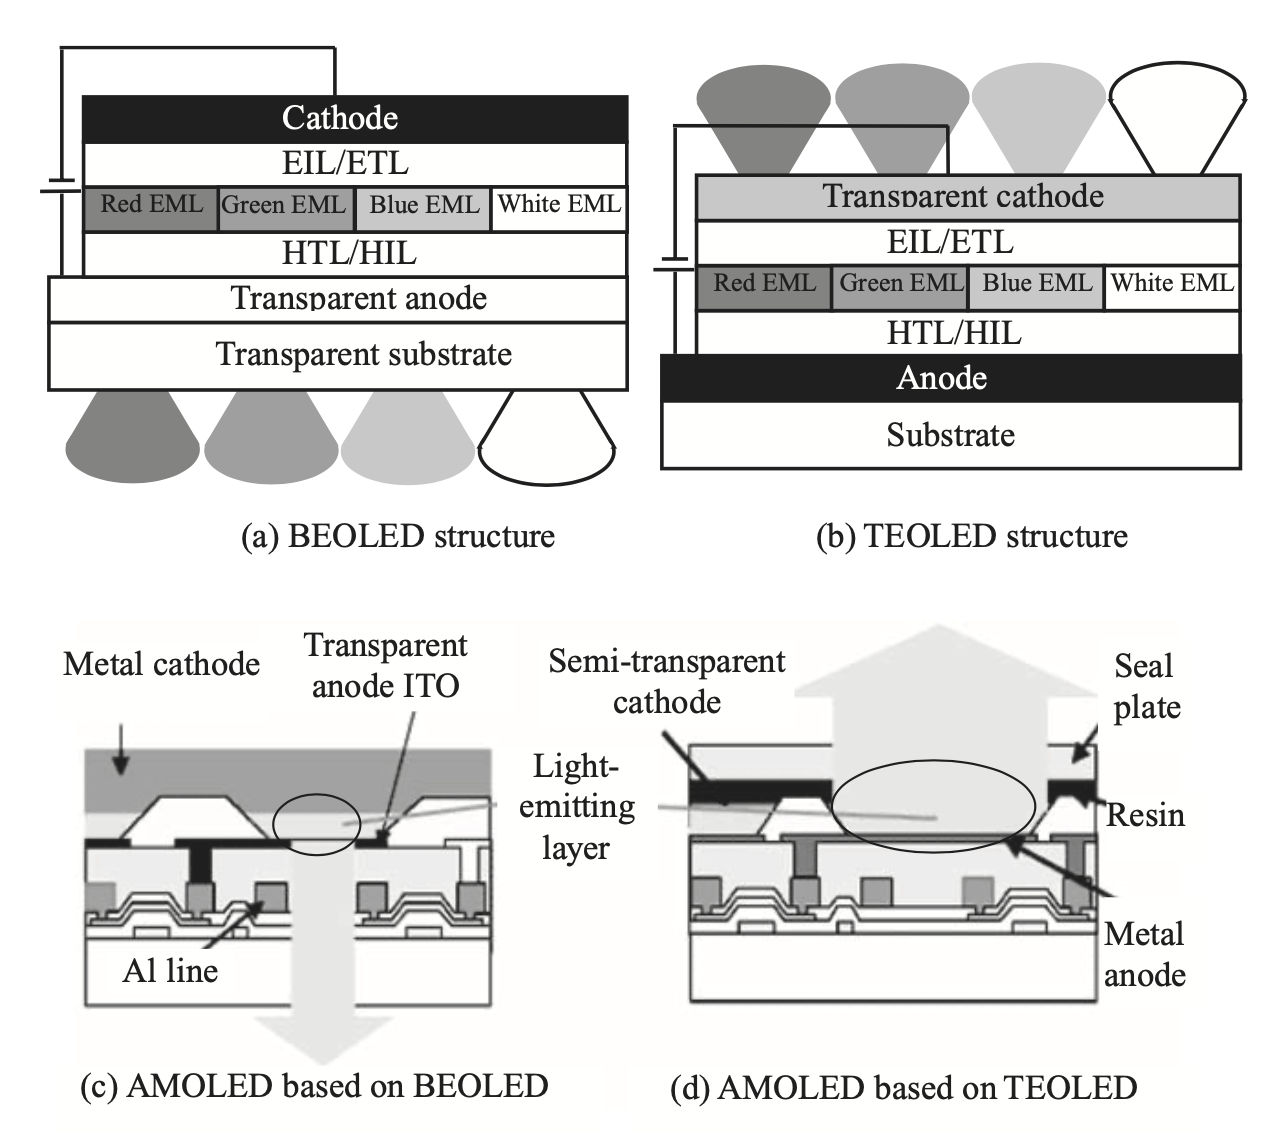 Cathode
EIL/ETL
Red EML Green EML Blue EML White EML
HTL/HIL
Transparent anode
Transparent substrate
(a) BEOLED structure
Transparent cathode
EIL/ETL
Red EML Green EML Blue EML White EML
HTL/HIL
Anode
Substrate
(b) TEOLED structure
Metal cathode
Transparent
anode ITO
Light-
emitting
layer
Al line
(c) AMOLED based on BEOLED
Semi-transparent
cathode
Seal
plate
Resin
Metal
anode
(d) AMOLED based on TEOLED